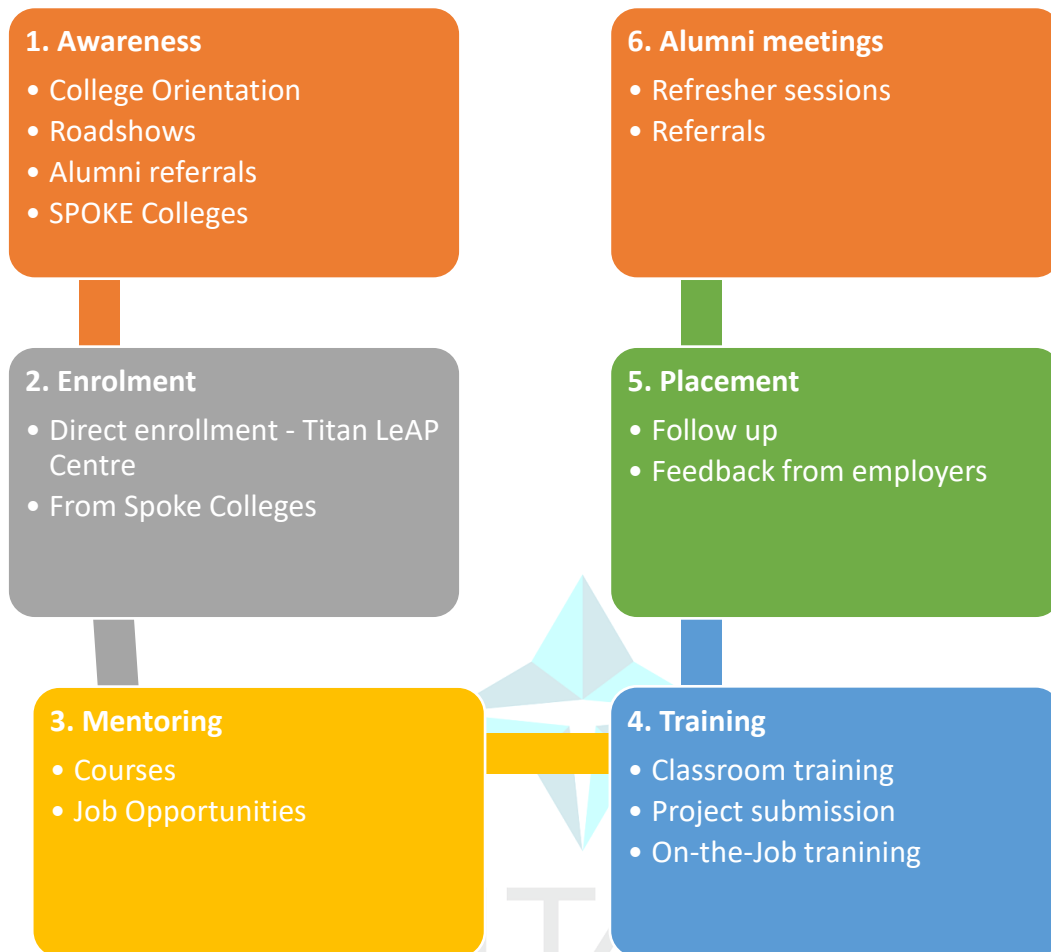 1. Awareness
• College Orientation
• Roadshows
• Alumni referrals
• SPOKE Colleges
2. Enrolment
• Direct enrollment - Titan LeAP
Centre
• From Spoke Colleges
3. Mentoring
• Courses
• Job Opportunities
4. Training
• Classroom training
• Project submission
• On-the-Job tranining
5. Placement
• Follow up
• Feedback from employers
6. Alumni meetings
• Refresher sessions
• Referrals